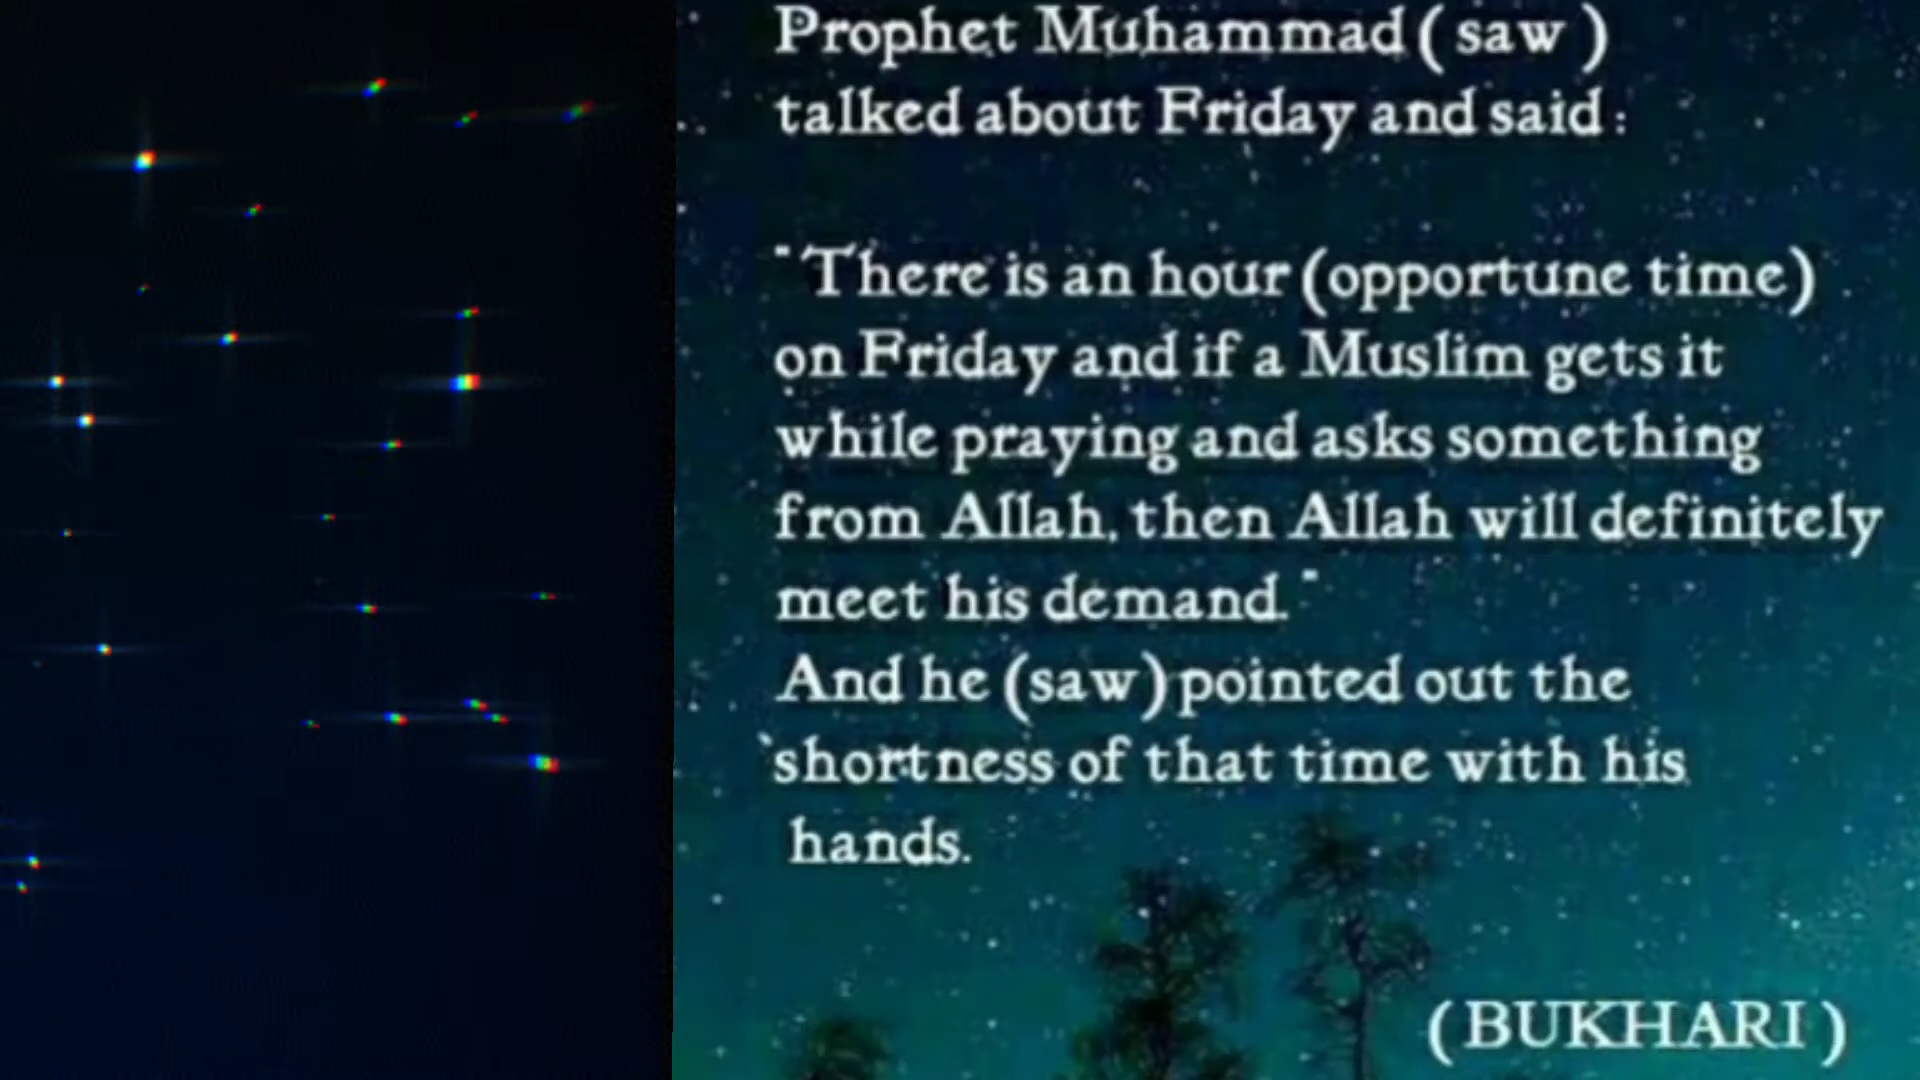 Prophet Muhammad ( saw )
talked about Friday and said :
"There is an hour (opportune time)
on Friday and if a Muslim gets it
while praying and asks something
from Allah, then Allah will definitely
meet his demand."
And he (saw) pointed out the
`shortness of that time with his
hands.
( BUKHARI )